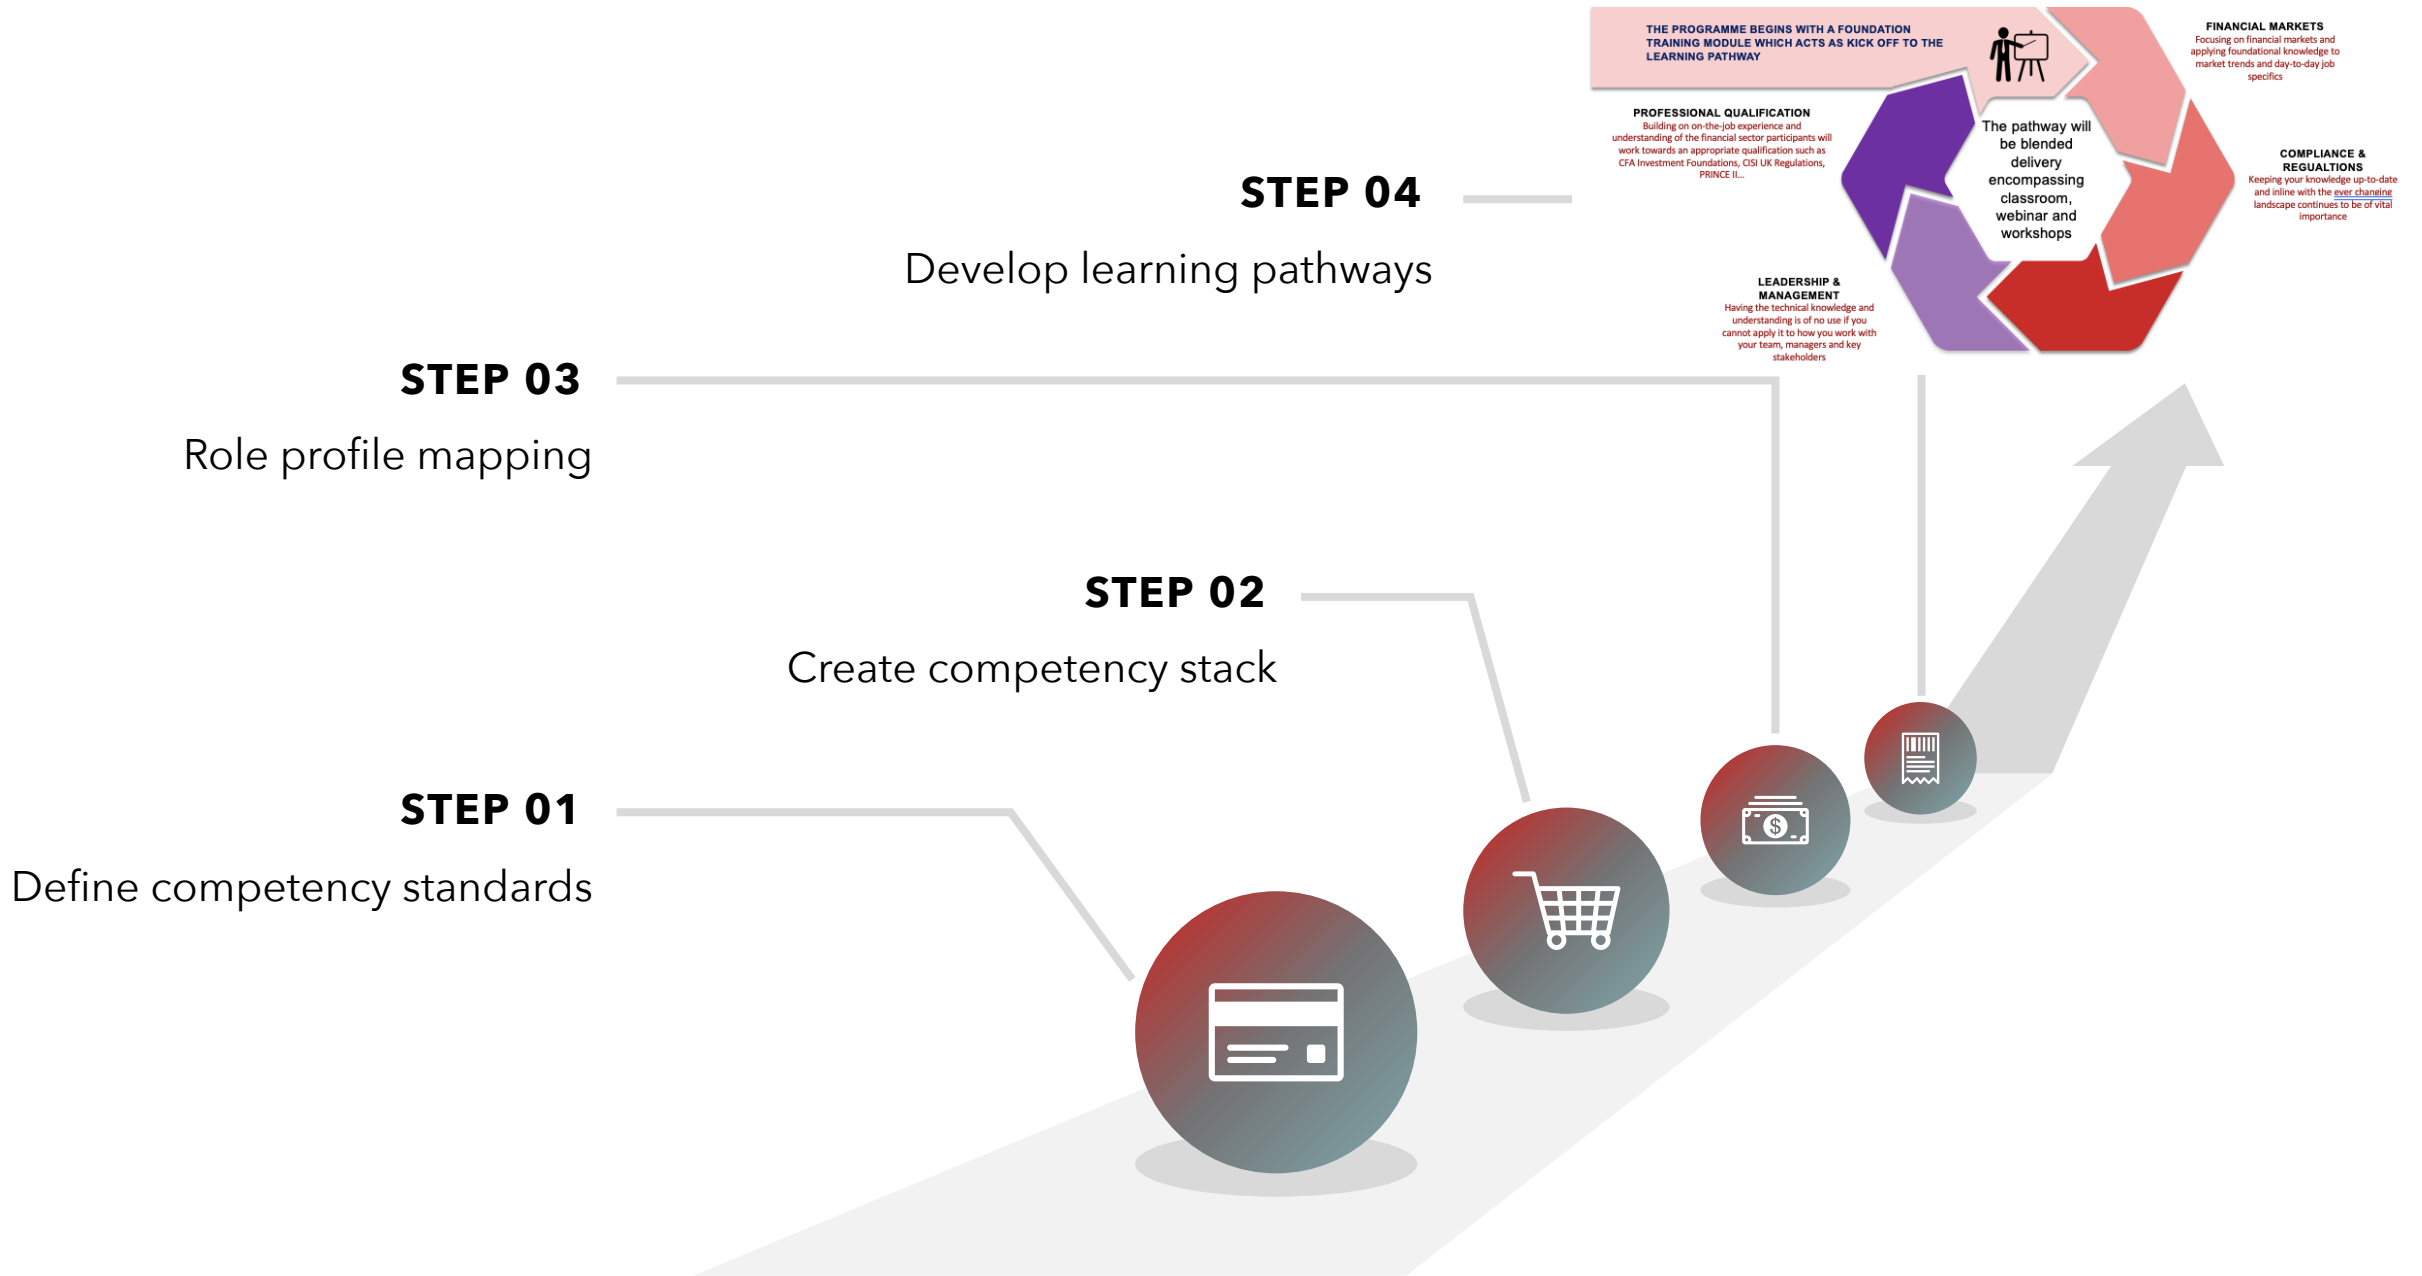 THE PROGRAMME BEGINS WITH A FOUNDATION
TRAINING MODULE WHICH ACTS AS KICK OFF TO THE
LEARNING PATHWAY
FINANCIAL MARKETS
Focusing on financial markets and
applying foundational knowledge to
market trends and day-to-day job
specifics
PROFESSIONAL QUALIFICATION
Building on on-the-job experience and
understanding of the financial sector participants will
work towards an appropriate qualification such as
CFA Investment Foundations, CISI UK Regulations,
PRINCE II...
The pathway will
be blended
delivery
encompassing
classroom,
webinar and
workshops
COMPLIANCE &
REGUALTIONS
Keeping your knowledge up-to-date
and inline with the ever changing
landscape continues to be of vital
importance
LEADERSHIP &
MANAGEMENT
Having the technical knowledge and
understanding is of no use if you
cannot apply it to how you work with
your team, managers and key
stakeholders
STEP 04
Develop learning pathways
STEP 03
Role profile mapping
STEP 02
Create competency stack
STEP 01
Define competency standards
$